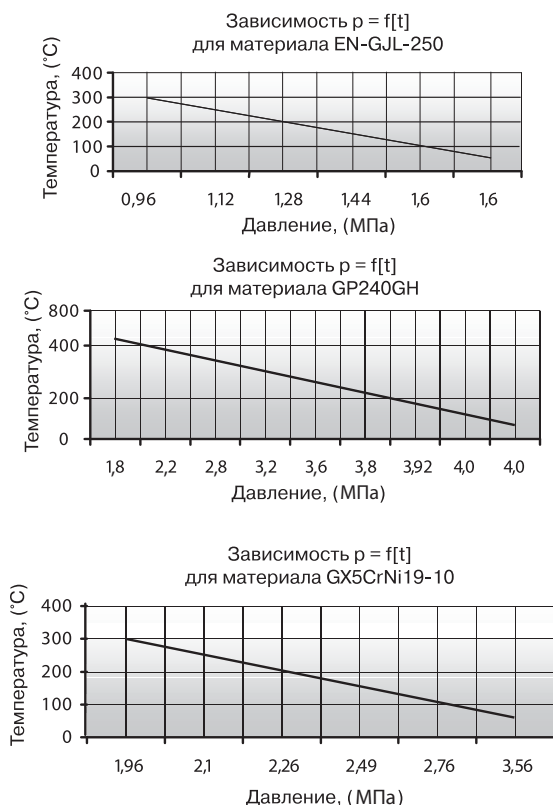 Зависимость p = f[t]
для материала EN-GJL-250
Температура, (°C)
400
300
200
100
0
0,96 1,12 1,28 1,44 1,6 1,6
Давление, (МПа)
Зависимость p = f[t]
для материала GP240GH
Температура, (°C)
800
400
200
0
1,8 2,2 2,8 3,2 3,6 3,8 3,92 4,0 4,0
Давление, (МПа)
Зависимость p = f[t]
для материала GX5CrNi19-10
Температура, (°C)
400
300
200
100
0
1,96 2,1 2,26 2,49 2,76 3,56
Давление, (МПа)